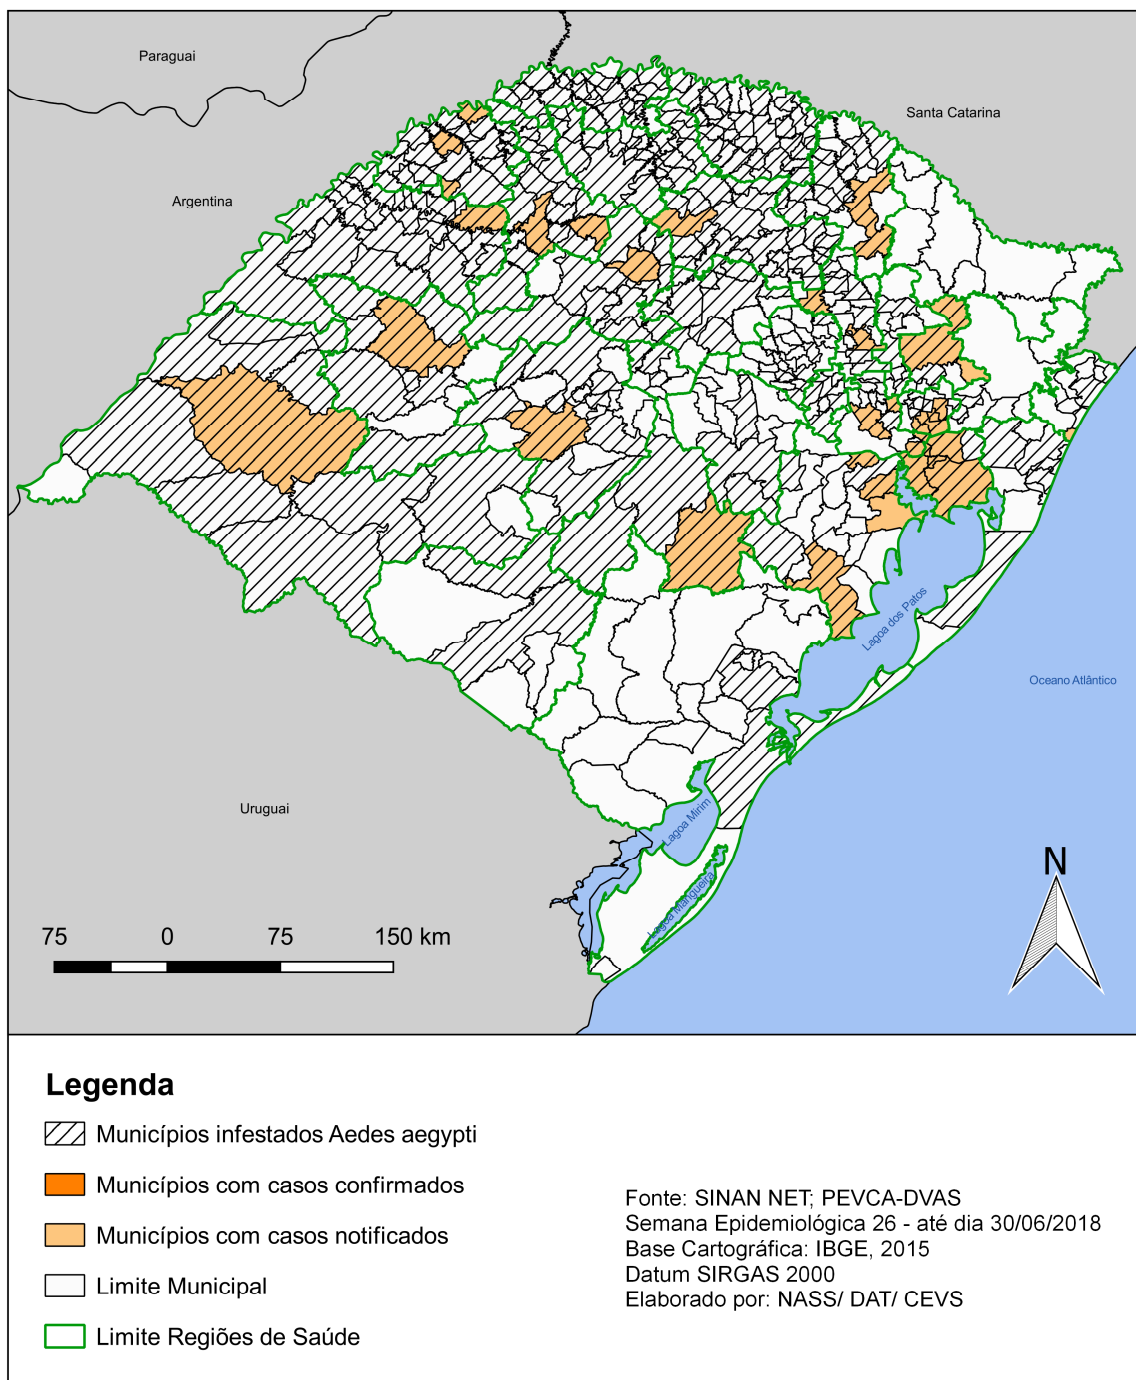 Paraguai
Santa Catarina
Argentina
Lagoa dos Patos
Oceano Atlântico
Uruguai
Lagoa Mirim
Lagoa Mangueira
N
75 0 75 150 km
Legenda
Municípios infestados Aedes aegypti
Municípios com casos confirmados
Municípios com casos notificados
Limite Municipal
Limite Regiões de Saúde
Fonte: SINAN NET; PEVCA-DVAS
Semana Epidemiológica 26 - até dia 30/06/2018
Base Cartográfica: IBGE, 2015
Datum SIRGAS 2000
Elaborado por: NASS/ DAT/ CEVS